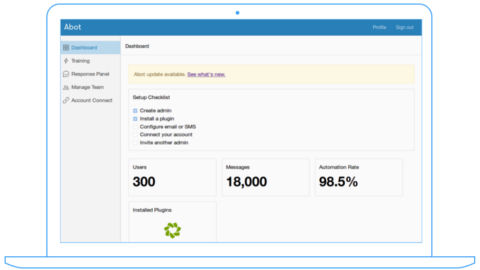 Abot
Profile
Sign out
Dashboard
Training
Response Panel
Manage Team
Account Connect
Dashboard
Abot update available. See what's new.
Setup Checklist
Create admin
Install a plugin
Configure email or SMS
Connect your account
Invite another admin
Users
300
Messages
18,000
Automation Rate
98.5%
Installed Plugins